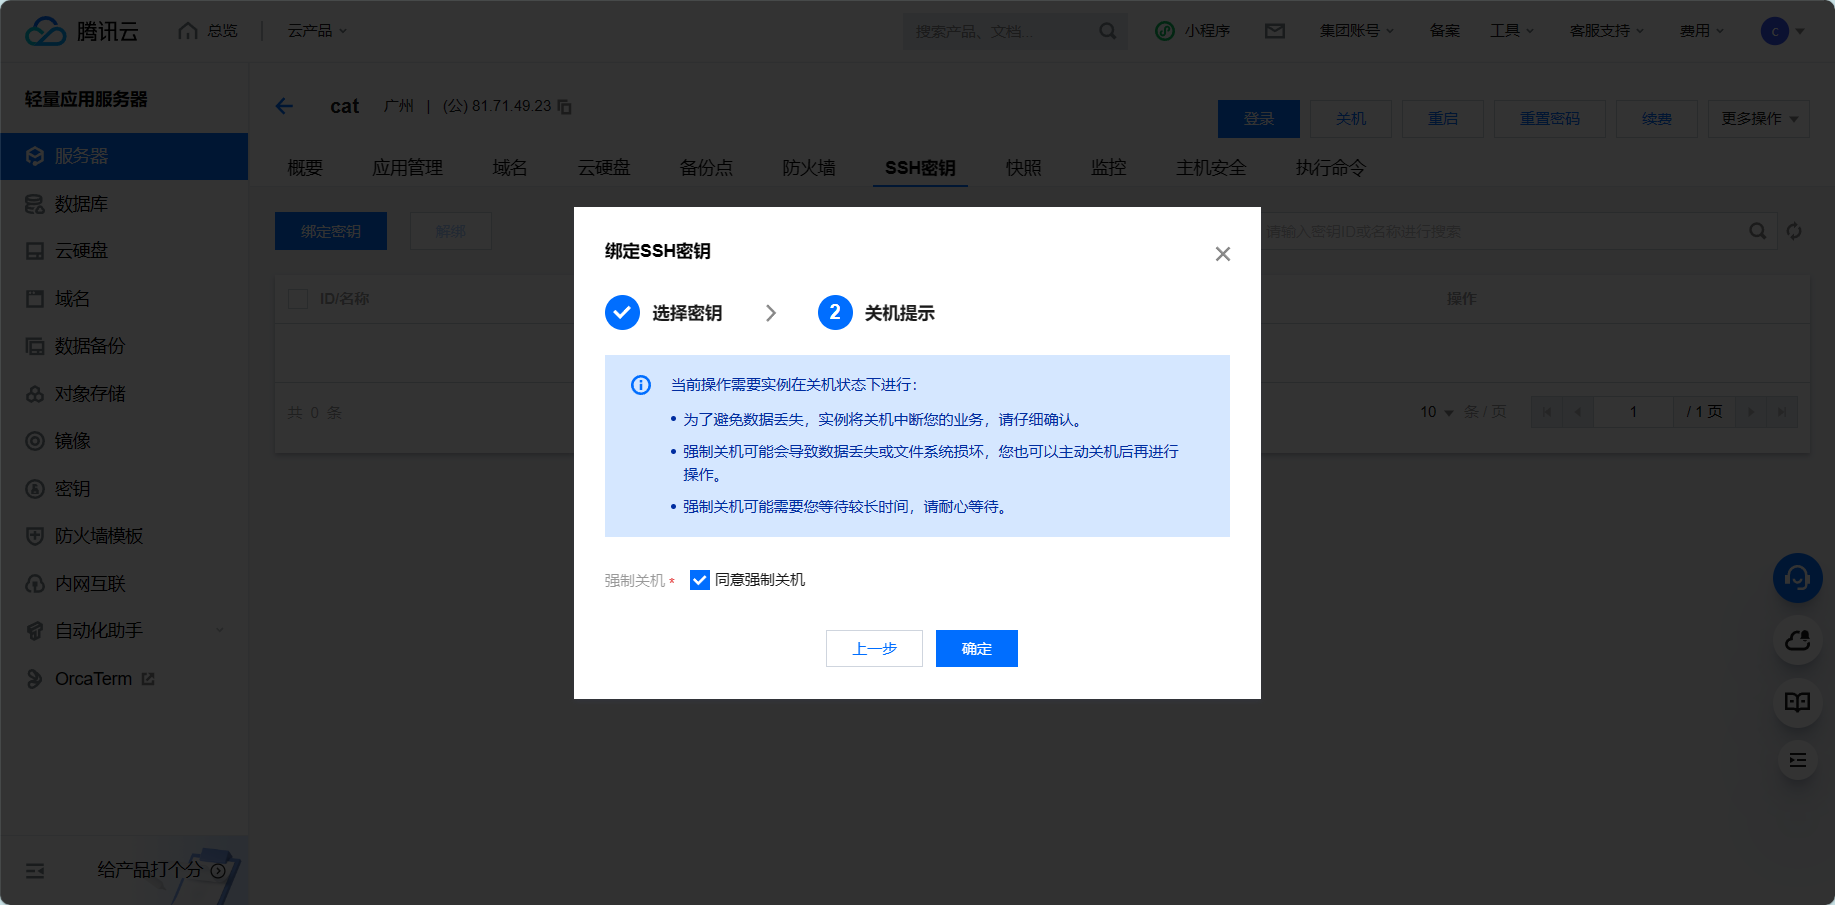 腾讯云
总览
云产品
搜索产品、文档...
小程序
集团账号
备案
工具
客服支持
费用
c
轻量应用服务器
服务器
数据库
云硬盘
域名
数据备份
对象存储
镜像
密钥
防火墙模板
内网互联
自动化助手
OrcaTerm
给产品打个分
cat
广州 | (公) 81.71.49.23
登录
关机
重启
重置密码
续费
更多操作
概要
应用管理
域名
云硬盘
备份点
防火墙
SSH密钥
快照
监控
主机安全
执行命令
绑定密钥
解绑
请输入密钥ID或名称进行搜索
ID/名称
操作
共 0 条
10 条 / 页
1
/ 1 页
绑定SSH密钥
选择密钥
2 关机提示
当前操作需要实例在关机状态下进行：
• 为了避免数据丢失，实例将关机中断您的业务，请仔细确认。
• 强制关机可能会导致数据丢失或文件系统损坏，您也可以主动关机后再进行
操作。
• 强制关机可能需要您等待较长时间，请耐心等待。
强制关机 *
同意强制关机
上一步
确定